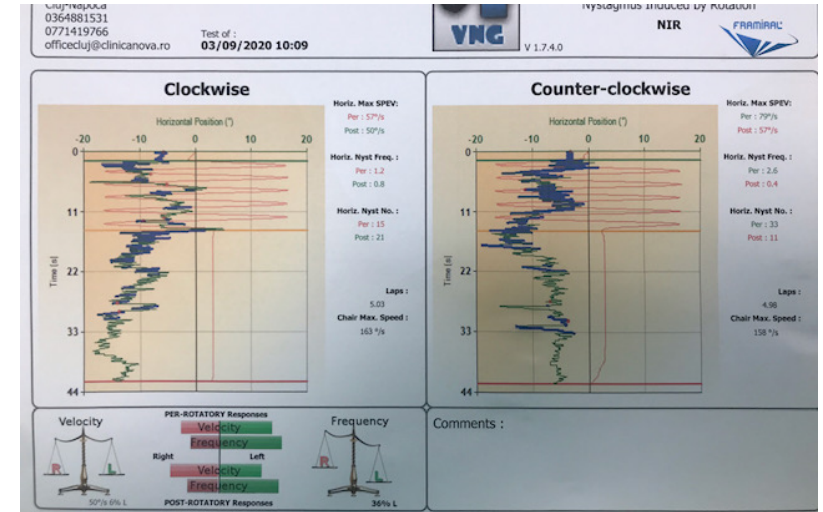 Cluj-Napoca
0364881531
0771419766
officecluj@clinicanova.ro
Test of :
03/09/2020 10:09
VNG
V 1.7.4.0
Nystagmus Induced by Rotation
NIR
FRAMIRAL
Clockwise
Horizontal Position (°)
-20 -10 0 10 20
0
11
22
33
44
Time [s]
Horiz. Max SPEV:
Per : 57°/s
Post : 50°/s
Horiz. Nyst Freq. :
Per : 1.2
Post : 0.8
Horiz. Nyst No. :
Per : 15
Post : 21
Laps :
5.03
Chair Max. Speed :
163 °/s
Counter-clockwise
Horizontal Position (°)
-20 -10 0 10 20
0
11
22
33
44
Time [s]
Horiz. Max SPEV:
Per : 79°/s
Post : 57°/s
Horiz. Nyst Freq. :
Per : 2.6
Post : 0.4
Horiz. Nyst No. :
Per : 33
Post : 11
Laps :
4.98
Chair Max. Speed :
158 °/s
Velocity
R L
50°/s 6% L
PER-ROTATORY Responses
Velocity
Frequency
Right Left
Velocity
Frequency
POST-ROTATORY Responses
Frequency
R L
36% L
Comments :